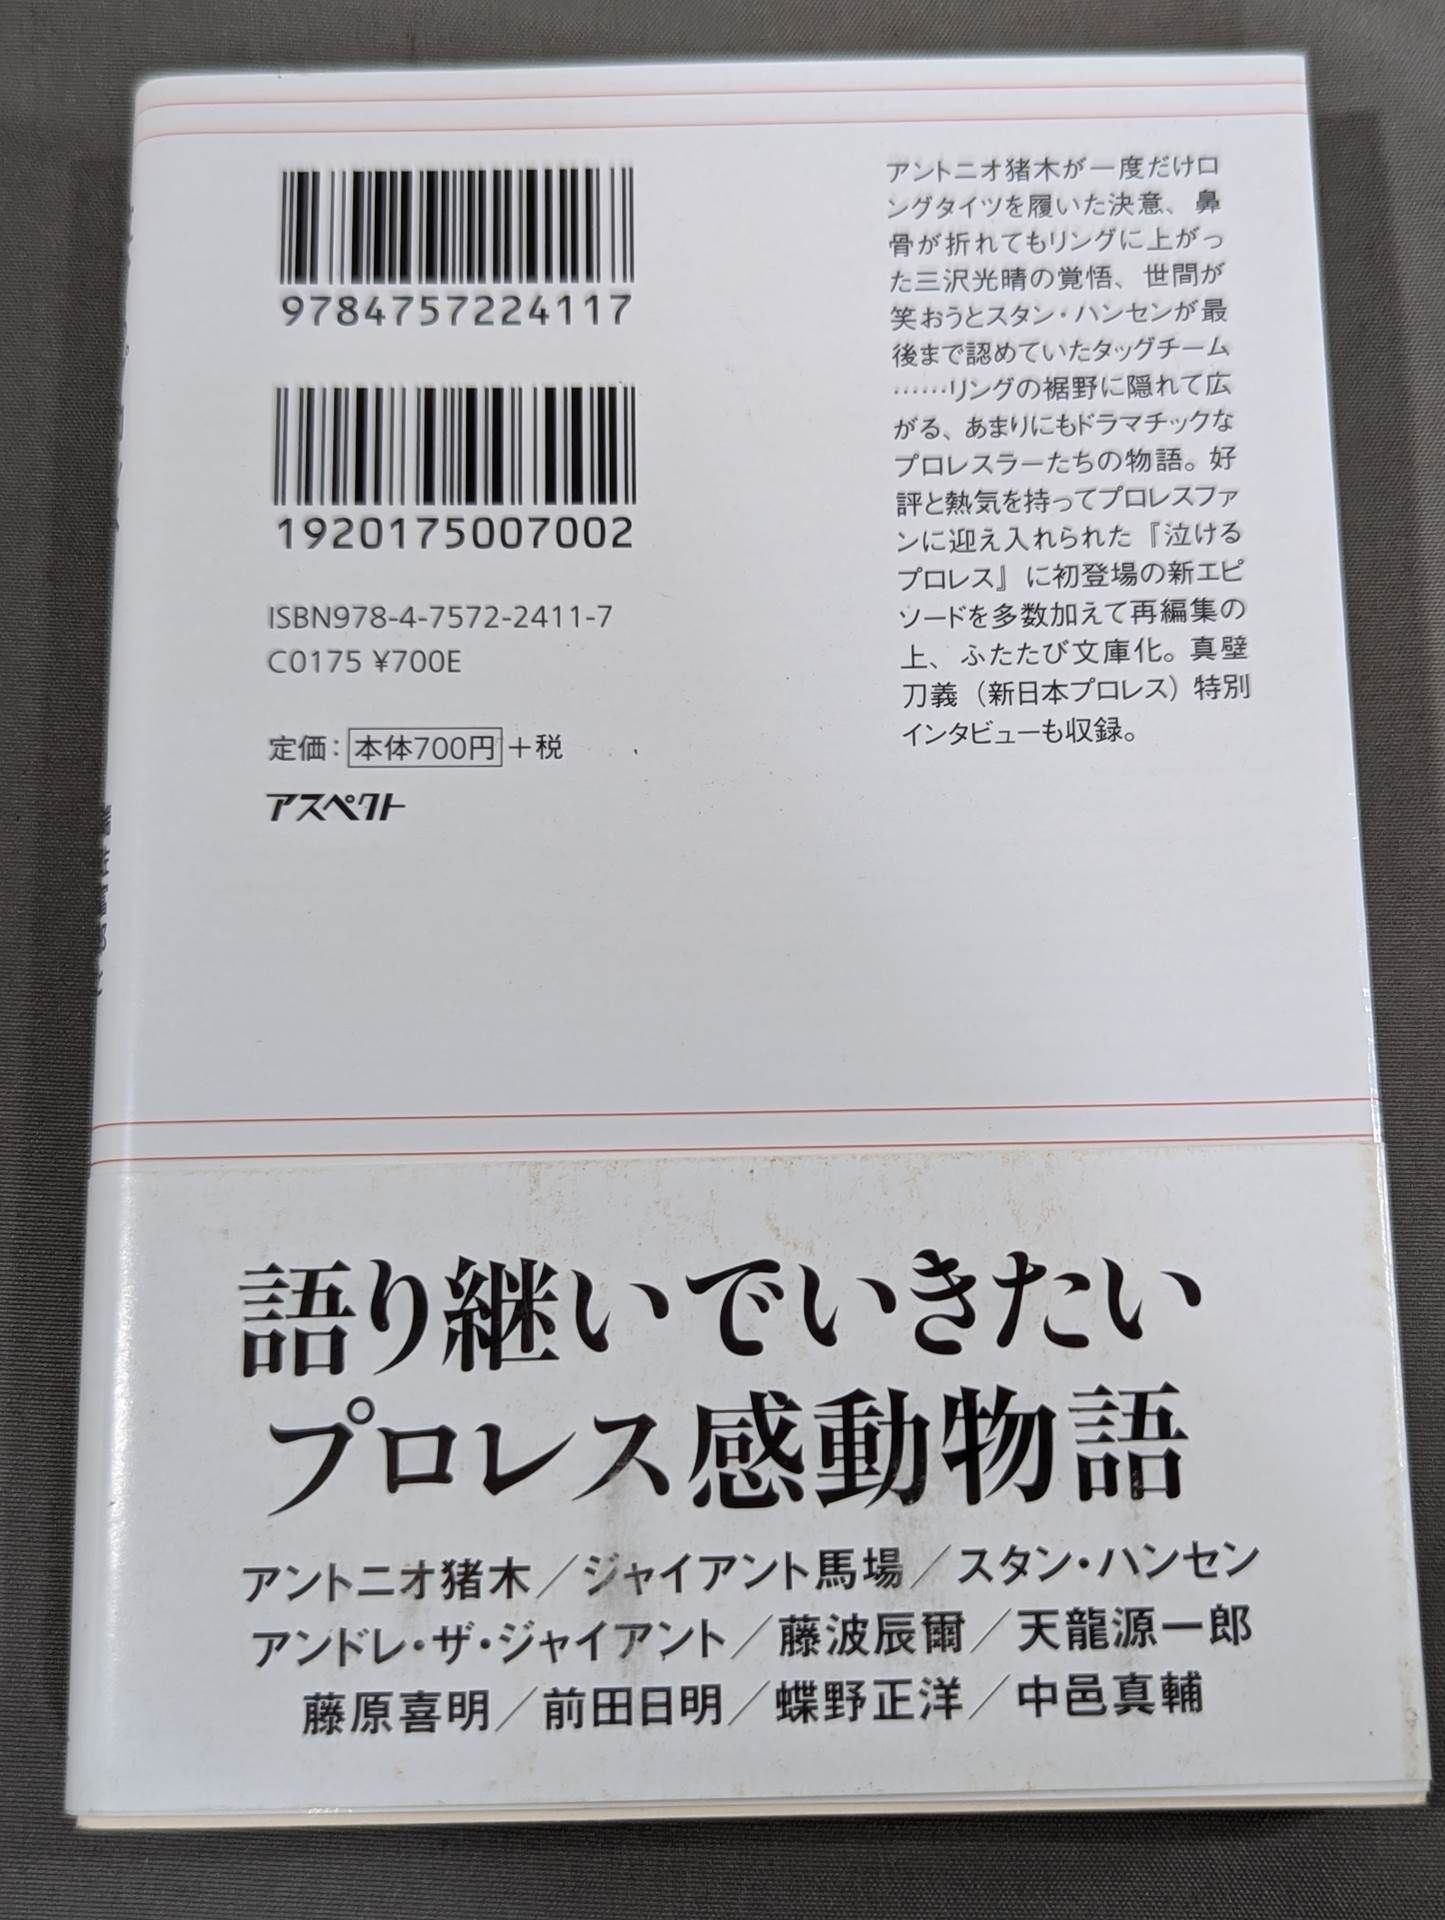 9784757224117
1920175007002
ISBN978-4-7572-2411-7
C0175 ¥700E
定価：本体700円＋税
アスペクト
アントニオ猪木が一度だけロ
ングタイツを履いた決意、鼻
骨が折れてもリングに上がっ
た三沢光晴の覚悟、世間が
笑おうとスタン・ハンセンが最
後まで認めていたタッグチーム
……リングの裾野に隠れて広
がる、あまりにもドラマチックな
プロレスラーたちの物語。好
評と熱気を持ってプロレスファ
ンに迎え入れられた『泣ける
プロレス』に初登場の新エピ
ソードを多数加えて再編集の
上、ふたたび文庫化。真壁
刀義（新日本プロレス）特別
インタビューも収録。
語り継いでいきたい
プロレス感動物語
アントニオ猪木／ジャイアント馬場／スタン・ハンセン
アンドレ・ザ・ジャイアント／藤波辰爾／天龍源一郎
藤原喜明／前田日明／蝶野正洋／中邑真輔